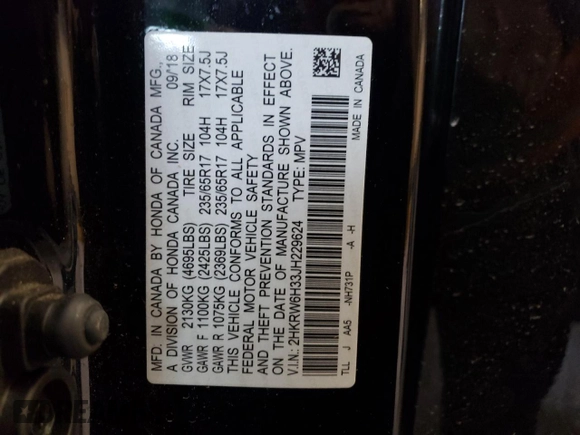 MFD. IN CANADA BY HONDA OF CANADA MFG.,
A DIVISION OF HONDA CANADA INC. 09/18
GVWR 2130KG (4695LBS) TIRE SIZE RIM SIZE
GAWR F 1100KG (2425LBS) 235/65R17 104H 17X7.5J
GAWR R 1075KG (2369LBS) 235/65R17 104H 17X7.5J
THIS VEHICLE CONFORMS TO ALL APPLICABLE
FEDERAL MOTOR VEHICLE SAFETY
AND THEFT PREVENTION STANDARDS IN EFFECT
ON THE DATE OF MANUFACTURE SHOWN ABOVE.
V.I.N.: 2HKRW6H33JH229624 TYPE: MPV
TLL J AA5 -NH731P -A -H MADE IN CANADA